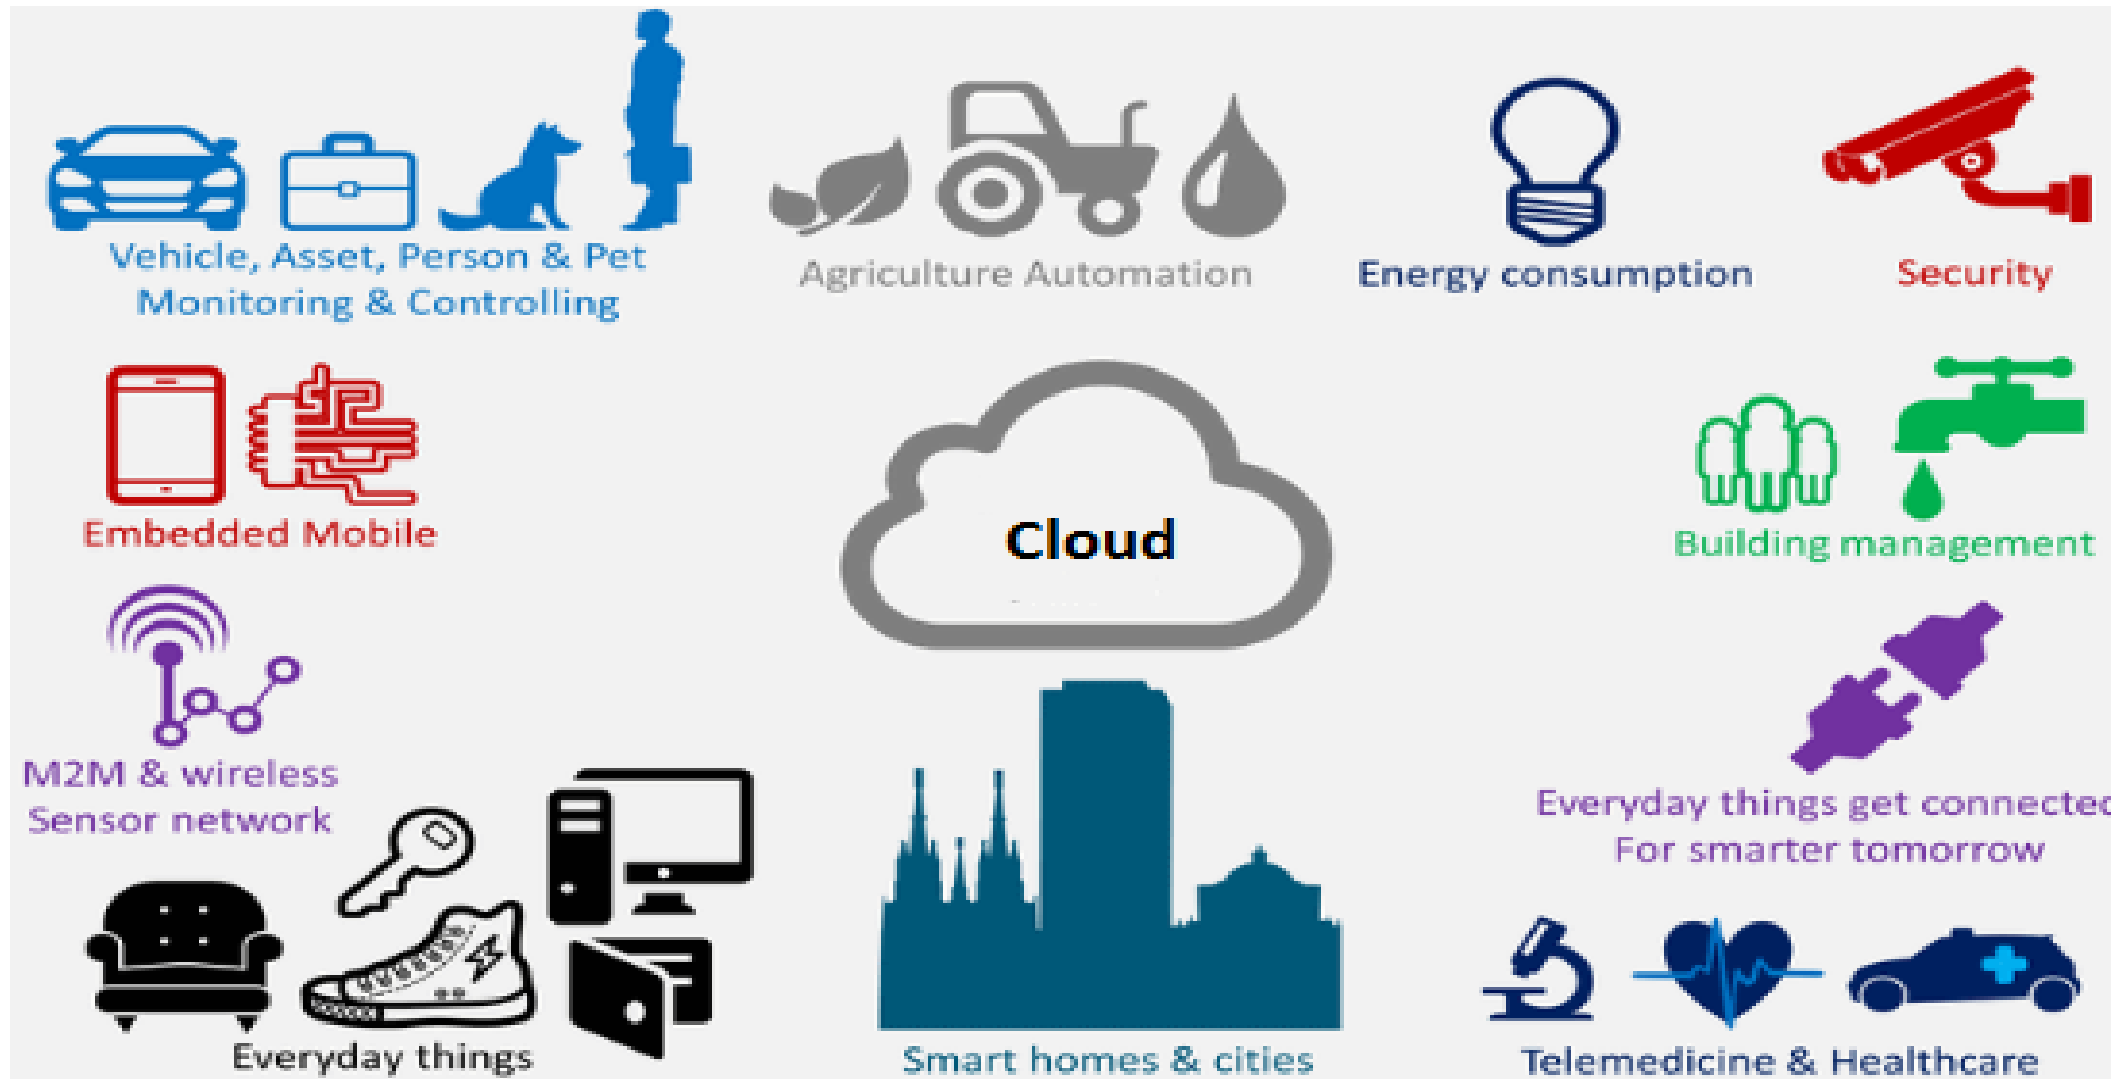 Vehicle, Asset, Person & Pet
Monitoring & Controlling
Agriculture Automation
Energy consumption
Security
Embedded Mobile
Cloud
Building management
M2M & wireless
Sensor network
Everyday things get connected
For smarter tomorrow
Everyday things
Smart homes & cities
Telemedicine & Healthcare